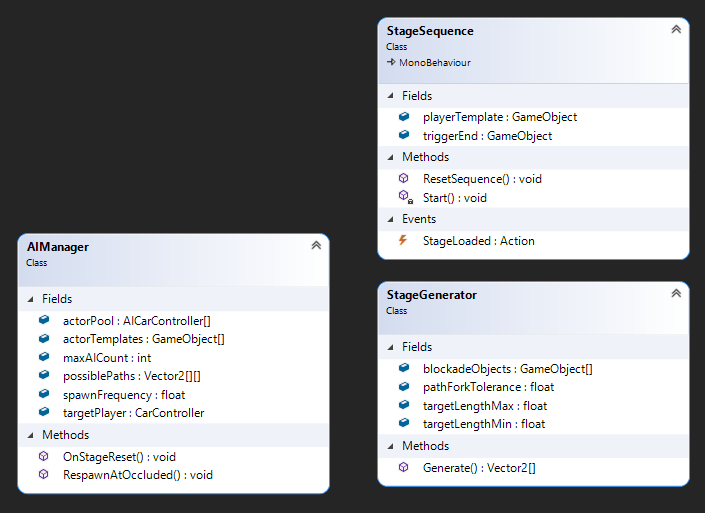 StageSequence
Class
MonoBehaviour
Fields
playerTemplate : GameObject
triggerEnd : GameObject
Methods
ResetSequence() : void
Start() : void
Events
StageLoaded : Action
AIManager
Class
Fields
actorPool : AICarController[]
actorTemplates : GameObject[]
maxAICount : int
possiblePaths : Vector2[][]
spawnFrequency : float
targetPlayer : CarController
Methods
OnStageReset() : void
RespawnAtOccluded() : void
StageGenerator
Class
Fields
blockadeObjects : GameObject[]
pathForkTolerance : float
targetLengthMax : float
targetLengthMin : float
Methods
Generate() : Vector2[]